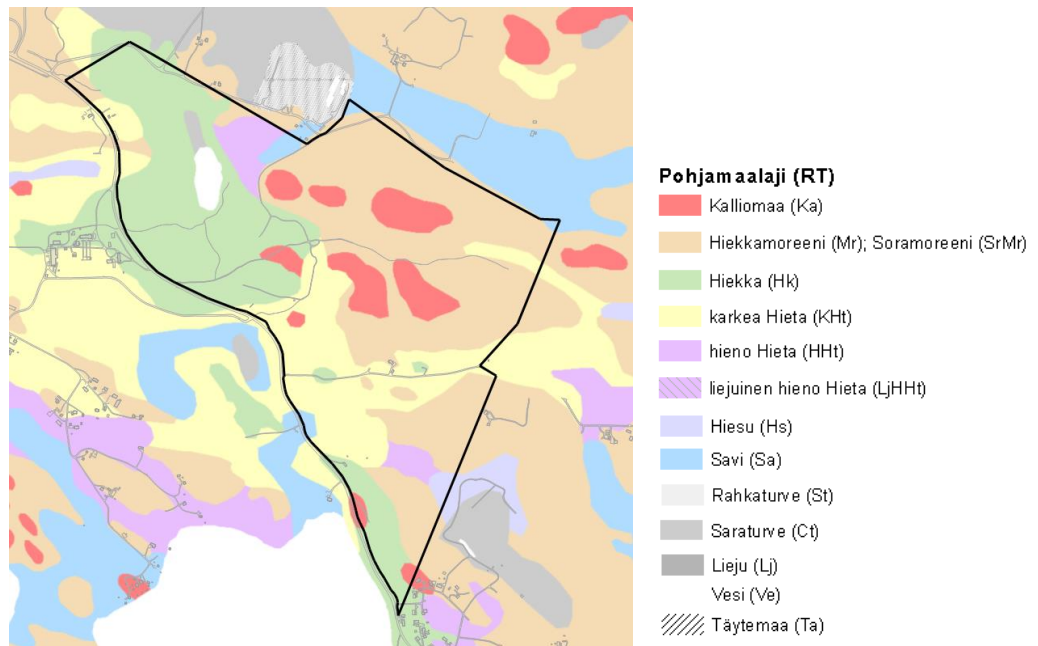 Pohjamaalaji (RT)
Kalliomaa (Ka)
Hiekkamoreeni (Mr); Soramoreeni (SrMr)
Hiekka (Hk)
karkea Hieta (KHt)
hieno Hieta (HHt)
liejuinen hieno Hieta (LjHHt)
Hiesu (Hs)
Savi (Sa)
Rahkaturve (St)
Saraturve (Ct)
Lieju (Lj)
Vesi (Ve)
Täytemaa (Ta)